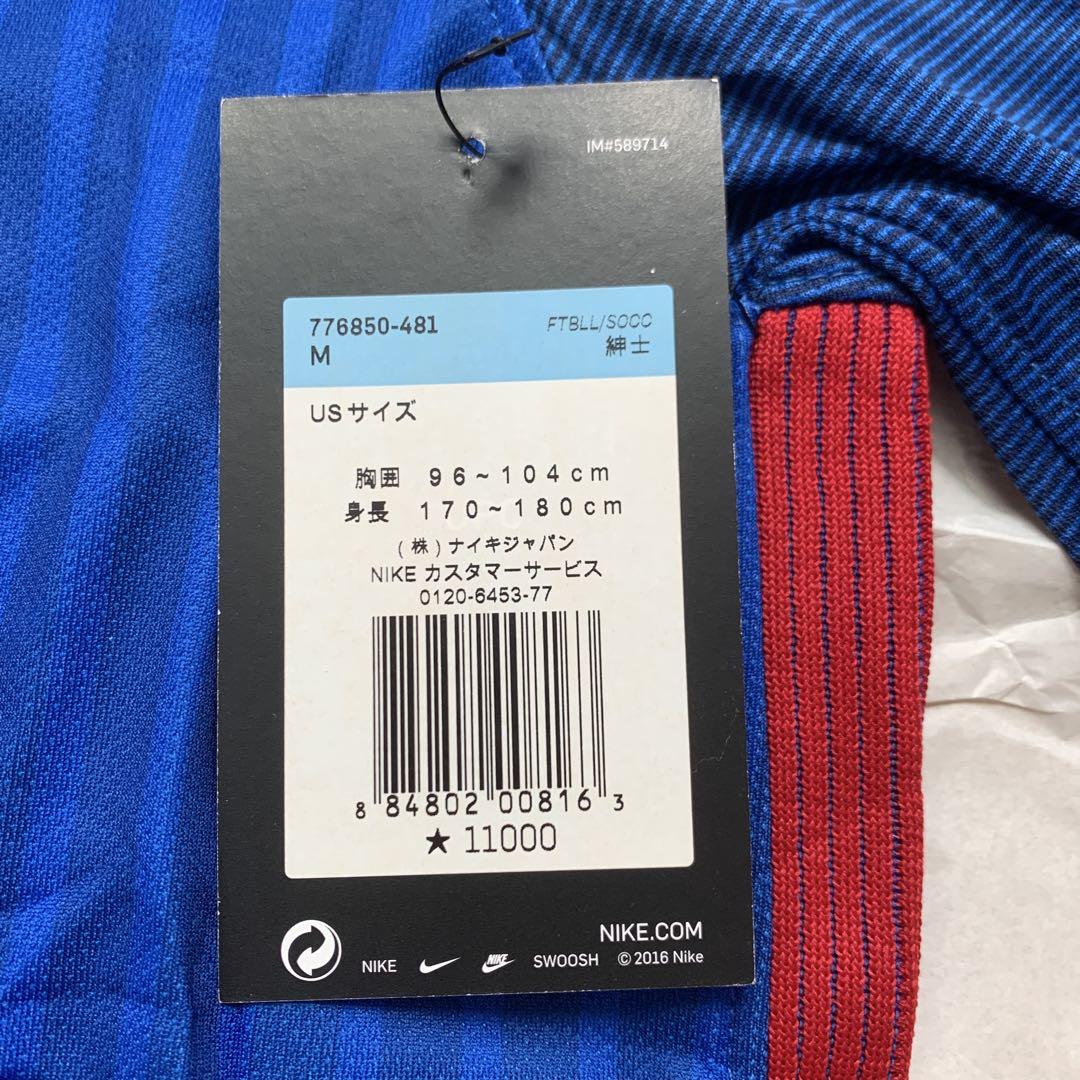 IM#589714
776850-481
FTBLL/SOCC
M
紳士
USサイズ
胸囲 96~104cm
身長 170~180cm
(株)ナイキジャパン
NIKE カスタマーサービス
0120-6453-77
8 84802 00816 3
★ 11000
NIKE.COM
NIKE NIKE SWOOSH © 2016 Nike